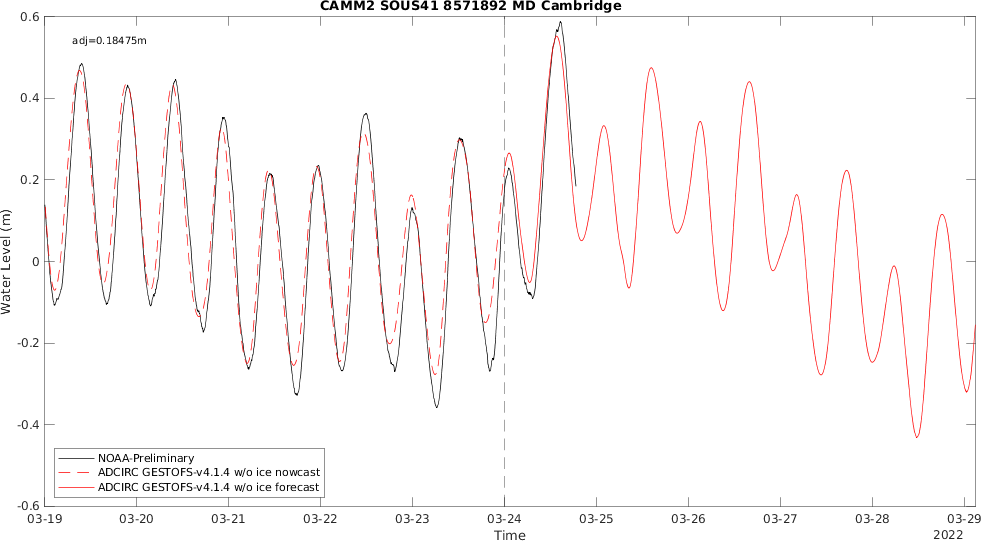 CAMM2 SOUS41 8571892 MD Cambridge
adj=0.18475m
0.6
0.4
0.2
0
-0.2
-0.4
-0.6
Water Level (m)
NOAA-Preliminary
ADCIRC GESTOFS-v4.1.4 w/o ice nowcast
ADCIRC GESTOFS-v4.1.4 w/o ice forecast
03-19 03-20 03-21 03-22 03-23 03-24 03-25 03-26 03-27 03-28 03-29
Time 2022